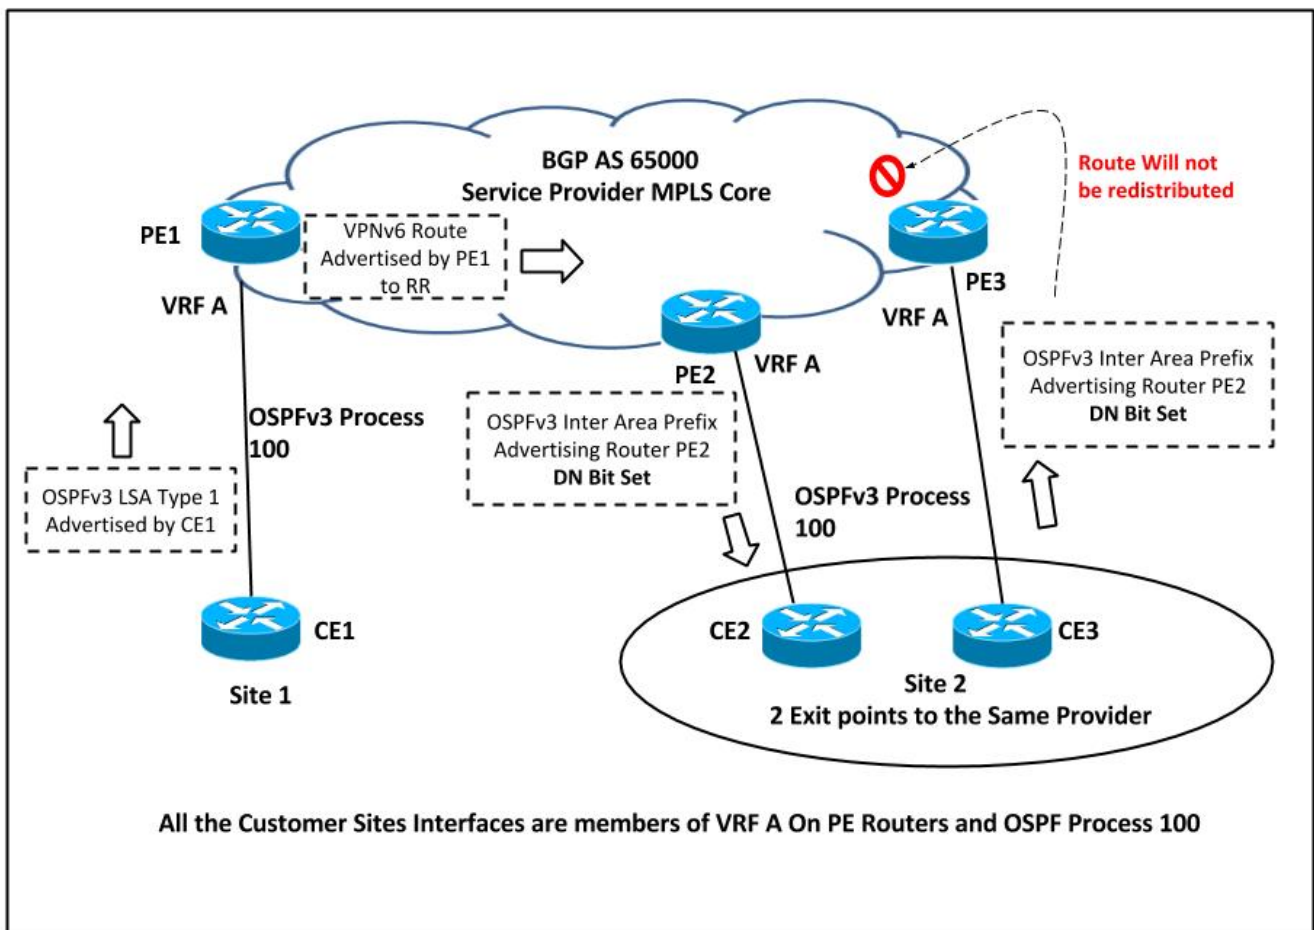 BGP AS 65000
Service Provider MPLS Core
Route Will not
be redistributed
PE1
VPNv6 Route
Advertised by PE1
to RR
VRF A
PE3
VRF A
PE2
VRF A
OSPFv3 Inter Area Prefix
Advertising Router PE2
DN Bit Set
OSPFv3 Process
100
OSPFv3 Inter Area Prefix
Advertising Router PE2
DN Bit Set
OSPFv3 LSA Type 1
Advertised by CE1
OSPFv3 Process
100
CE1
CE2
CE3
Site 1
Site 2
2 Exit points to the Same Provider
All the Customer Sites Interfaces are members of VRF A On PE Routers and OSPF Process 100